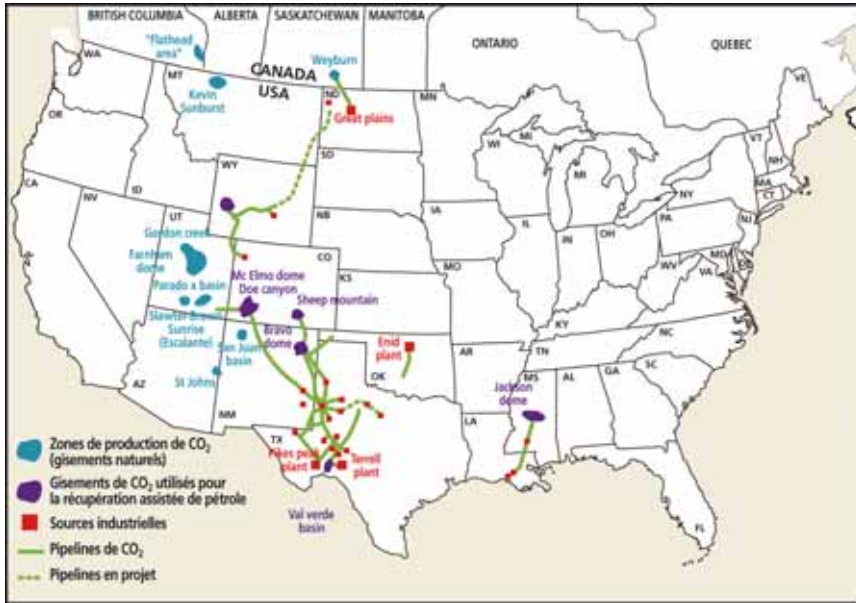 BRITISH COLUMBIA
ALBERTA
SASKATCHEWAN
MANITOBA
ONTARIO
QUEBEC
"Flathead
area"
Weyburn
WA
MT
CANADA
USA
Kevin
Sunburst
ND
Great plains
MN
VE
OR
SD
WI
MI
VT
NH
MA
CT
NY
WY
ID
CA
NV
UT
NB
IA
MI
PA
NJ
Gordon creek
Farnham
dome
CO
IL
IN
OH
MD
WV
VA
Mc Elmo dome
Doe canyon
KS
MO
Parado x basin
Sheep mountain
KY
Sunrise
(Escalante)
Bravo
dome
Enid
plant
NC
San Juan
basin
AR
TN
SC
St Johns
AZ
NM
OK
MS
AL
GA
Jackson
dome
LA
TX
Pikes peak
plant
Terrell
plant
Val verde
basin
FL
Zones de production de CO₂
(gisements naturels)
Gisements de CO₂ utilisés pour
la récupération assistée de pétrole
Sources industrielles
Pipelines de CO₂
Pipelines en projet